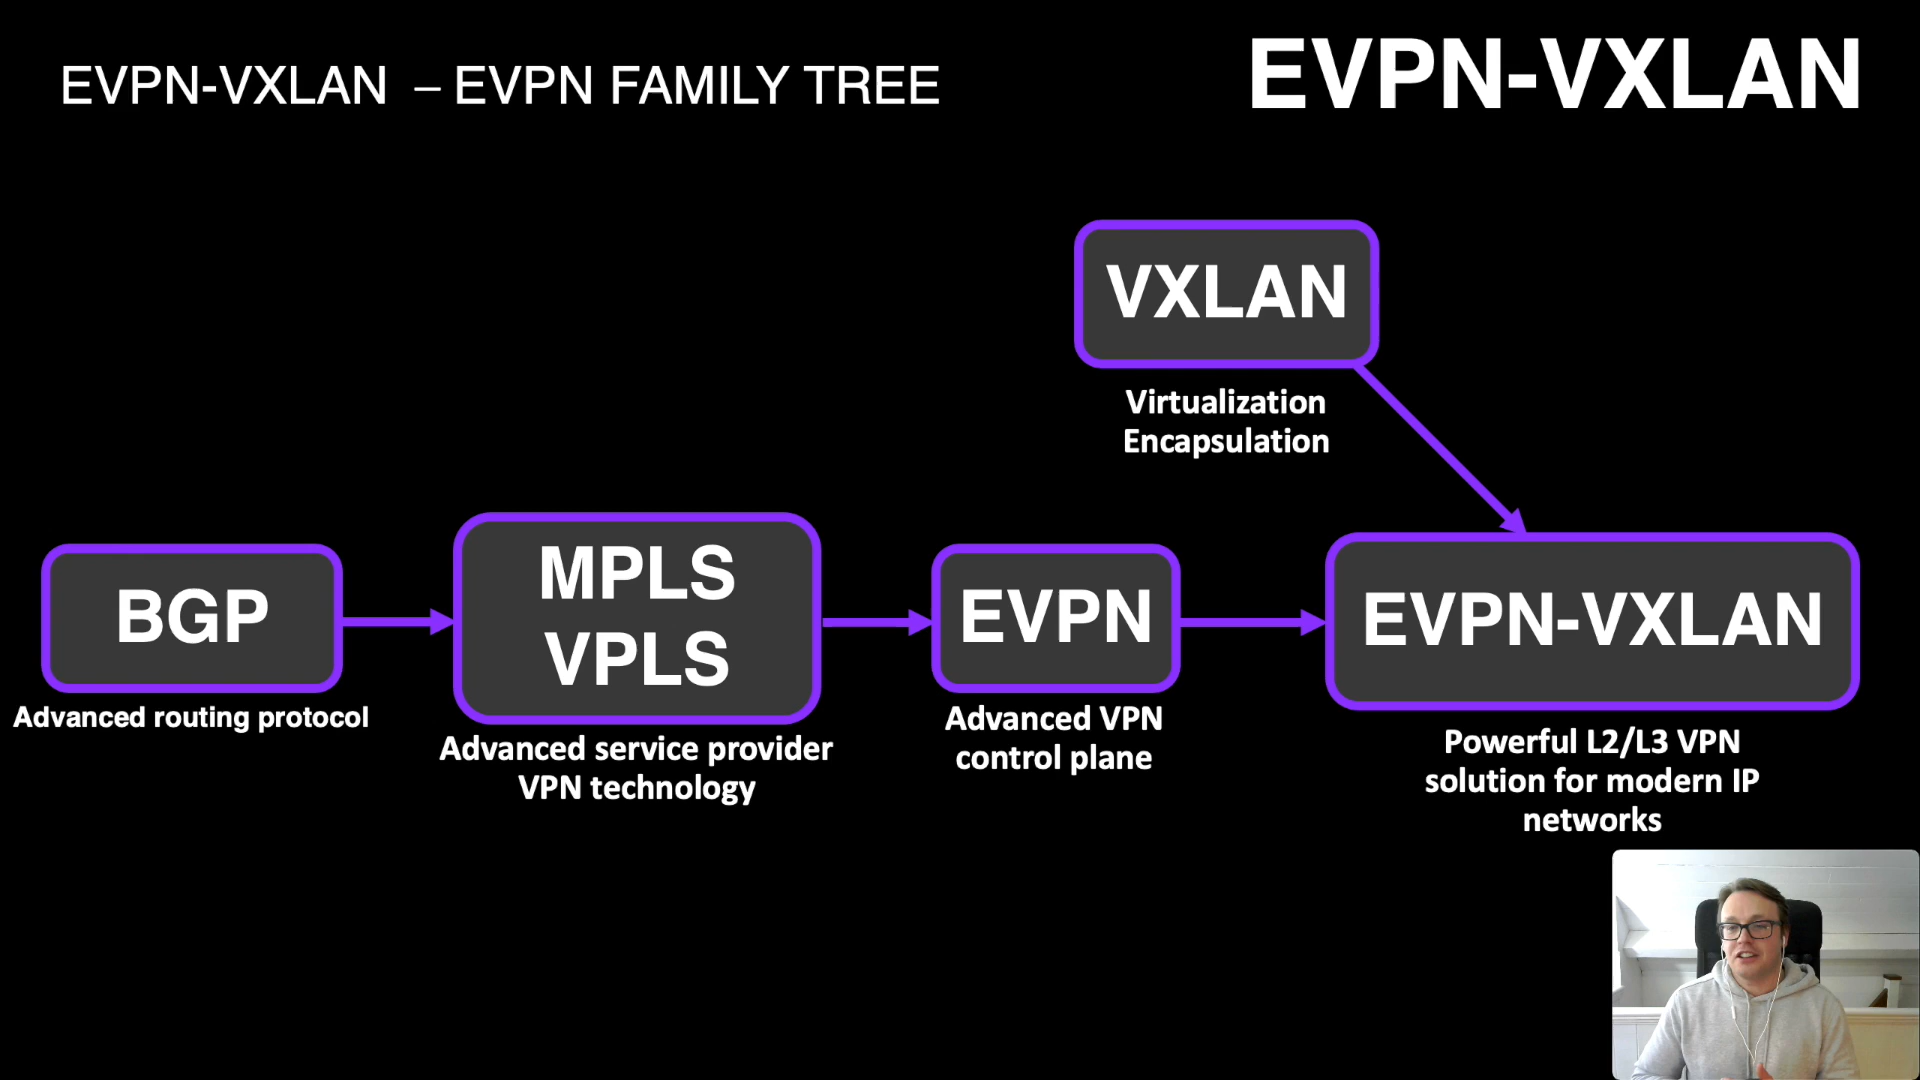 EVPN-VXLAN – EVPN FAMILY TREE
EVPN-VXLAN
VXLAN
Virtualization
Encapsulation
BGP
Advanced routing protocol
MPLS
VPLS
Advanced service provider
VPN technology
EVPN
Advanced VPN
control plane
EVPN-VXLAN
Powerful L2/L3 VPN
solution for modern IP
networks